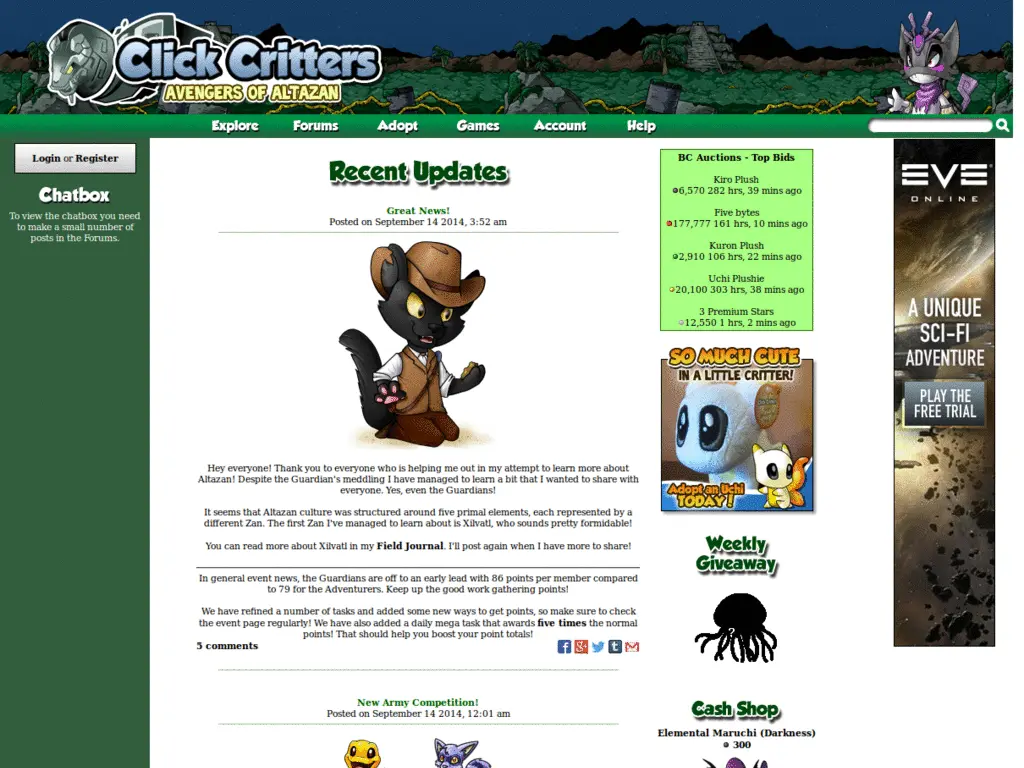 Click Critters
AVENGERS OF ALTAZAN
Explore Forums Adopt Games Account Help
Login or Register
Chatbox
To view the chatbox you need
to make a small number of
posts in the Forums.
Recent Updates
Great News!
Posted on September 14 2014, 3:52 am
Hey everyone! Thank you to everyone who is helping me out in my attempt to learn more about
Altazan! Despite the Guardian's meddling I have managed to learn a bit that I wanted to share with
everyone. Yes, even the Guardians!
It seems that Altazan culture was structured around five primal elements, each represented by a
different Zan. The first Zan I've managed to learn about is Xilvatl, who sounds pretty formidable!
You can read more about Xilvatl in my Field Journal. I'll post again when I have more to share!
In general event news, the Guardians are off to an early lead with 86 points per member compared
to 79 for the Adventurers. Keep up the good work gathering points!
We have refined a number of tasks and added some new ways to get points, so make sure to check
the event page regularly! We have also added a daily mega task that awards five times the normal
points! That should help you boost your point totals!
5 comments
New Army Competition!
Posted on September 14 2014, 12:01 am
BC Auctions - Top Bids
Kiro Plush
6,570 282 hrs, 39 mins ago
Five bytes
177,777 161 hrs, 10 mins ago
Kuron Plush
2,910 106 hrs, 22 mins ago
Uchi Plushie
20,100 303 hrs, 38 mins ago
3 Premium Stars
12,550 1 hrs, 2 mins ago
SO MUCH CUTE
IN A LITTLE CRITTER!
Adopt an Uchi
TODAY!
Weekly
Giveaway
?
Cash Shop
Elemental Maruchi (Darkness)
300
EVE
ONLINE
A UNIQUE
SCI-FI
ADVENTURE
PLAY THE
FREE TRIAL